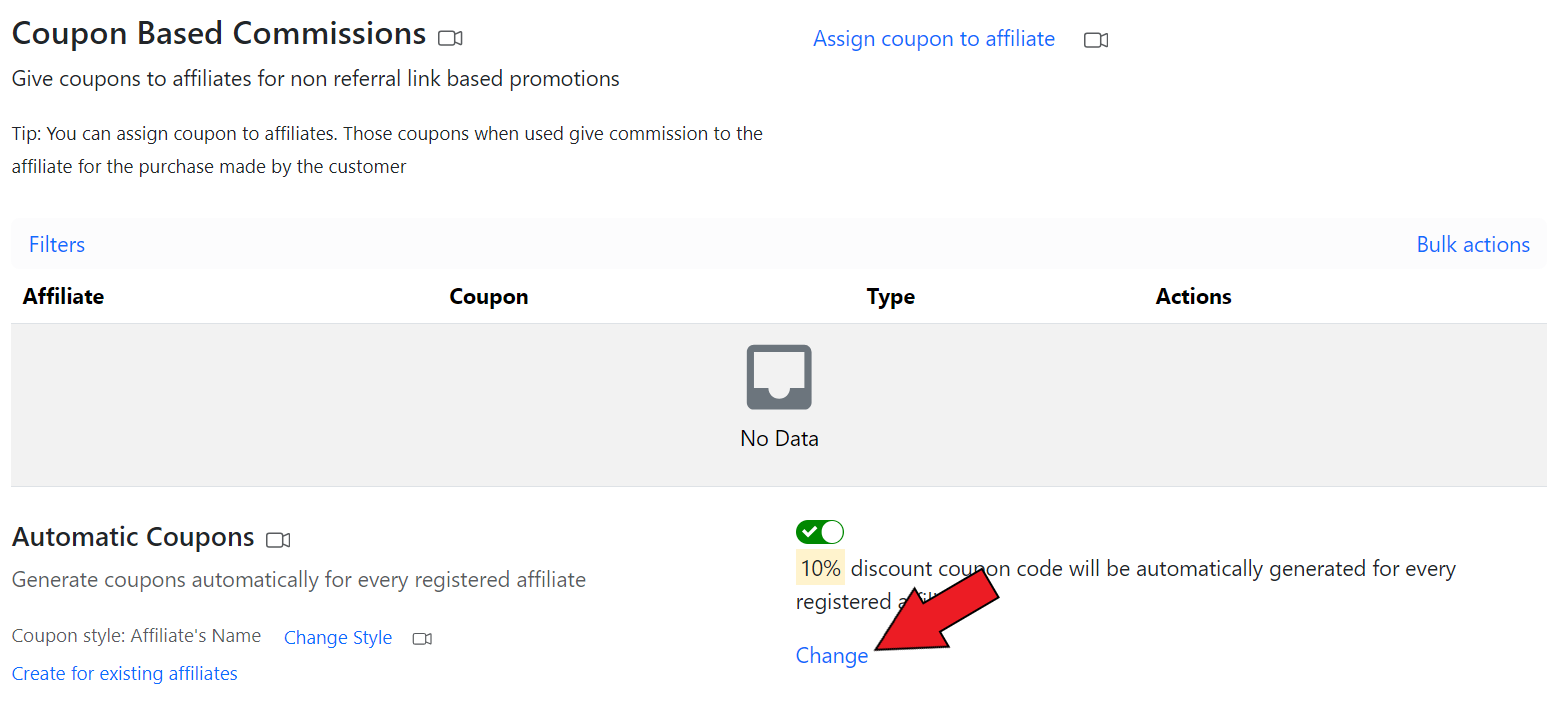 Coupon Based Commissions
Assign coupon to affiliate
Give coupons to affiliates for non referral link based promotions
Tip: You can assign coupon to affiliates. Those coupons when used give commission to the
affiliate for the purchase made by the customer
Filters
Bulk actions
Affiliate
Coupon
Type
Actions
No Data
Automatic Coupons
Generate coupons automatically for every registered affiliate
Coupon style: Affiliate's Name
Change Style
Create for existing affiliates
10% discount coupon code will be automatically generated for every
registered
Change